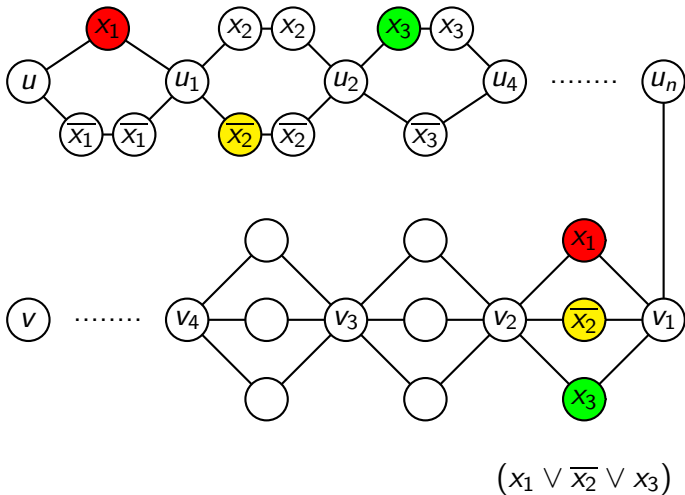 x₁ x₂ x₂ x₃ x₃
u u₁ u₂ u₄ ........ uₙ
x̅₁ x̅₁ x̅₂ x̅₂ x̅₃
x₁
v ........ v₄ v₃ v₂ x̅₂ v₁
x₃
(x₁ ∨ x̅₂ ∨ x₃)